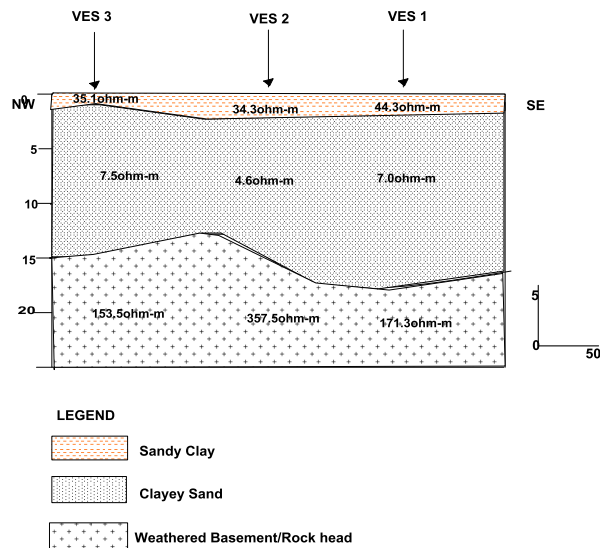 VES 3 VES 2 VES 1
0
NW 35.1ohm-m 34.3ohm-m 44.3ohm-m SE
5
7.5ohm-m 4.6ohm-m 7.0ohm-m
10
15
20
153.5ohm-m 357.5ohm-m 171.3ohm-m
5
0
50
LEGEND
Sandy Clay
Clayey Sand
Weathered Basement/Rock head